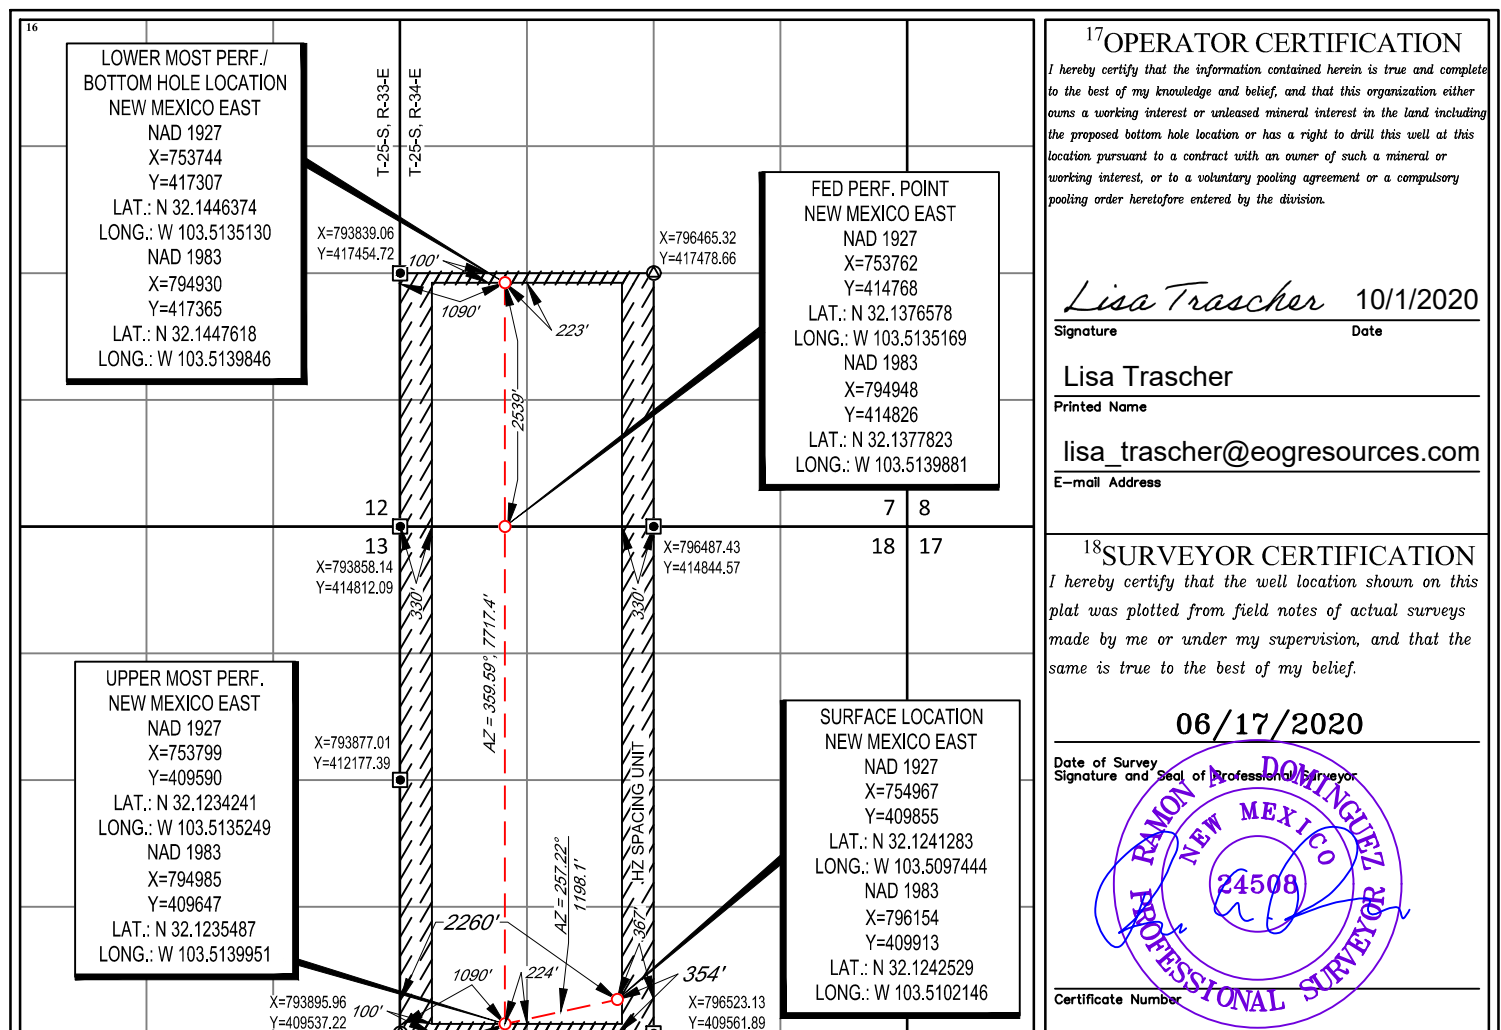 16
LOWER MOST PERF./
BOTTOM HOLE LOCATION
NEW MEXICO EAST
NAD 1927
X=753744
Y=417307
LAT.: N 32.1446374
LONG.: W 103.5135130
NAD 1983
X=794930
Y=417365
LAT.: N 32.1447618
LONG.: W 103.5139846
T-25-S, R-33-E
T-25-S, R-34-E
X=793839.06
Y=417454.72
100'
1090'
223'
X=796465.32
Y=417478.66
FED PERF. POINT
NEW MEXICO EAST
NAD 1927
X=753762
Y=414768
LAT.: N 32.1376578
LONG.: W 103.5135169
NAD 1983
X=794948
Y=414826
LAT.: N 32.1377823
LONG.: W 103.5139881
2539'
12
13
7 8
18 17
X=793858.14
Y=414812.09
330'
X=796487.43
Y=414844.57
330'
AZ = 359.59°, 7717.4'
UPPER MOST PERF.
NEW MEXICO EAST
NAD 1927
X=753799
Y=409590
LAT.: N 32.1234241
LONG.: W 103.5135249
NAD 1983
X=794985
Y=409647
LAT.: N 32.1235487
LONG.: W 103.5139951
X=793877.01
Y=412177.39
HZ SPACING UNIT
SURFACE LOCATION
NEW MEXICO EAST
NAD 1927
X=754967
Y=409855
LAT.: N 32.1241283
LONG.: W 103.5097444
NAD 1983
X=796154
Y=409913
LAT.: N 32.1242529
LONG.: W 103.5102146
AZ = 257.22°
1198.1'
2260'
367'
1090'
224'
354'
X=793895.96
Y=409537.22
100'
X=796523.13
Y=409561.89
17OPERATOR CERTIFICATION
I hereby certify that the information contained herein is true and complete
to the best of my knowledge and belief, and that this organization either
owns a working interest or unleased mineral interest in the land including
the proposed bottom hole location or has a right to drill this well at this
location pursuant to a contract with an owner of such a mineral or
working interest, or to a voluntary pooling agreement or a compulsory
pooling order heretofore entered by the division.
Lisa Trascher 10/1/2020
Signature Date
Lisa Trascher
Printed Name
lisa_trascher@eogresources.com
E-mail Address
18SURVEYOR CERTIFICATION
I hereby certify that the well location shown on this
plat was plotted from field notes of actual surveys
made by me or under my supervision, and that the
same is true to the best of my belief.
06/17/2020
Date of Survey
Signature and Seal of Professional Surveyor
RAMON A. DOMINGUEZ
NEW MEXICO
24508
PROFESSIONAL SURVEYOR
Certificate Number